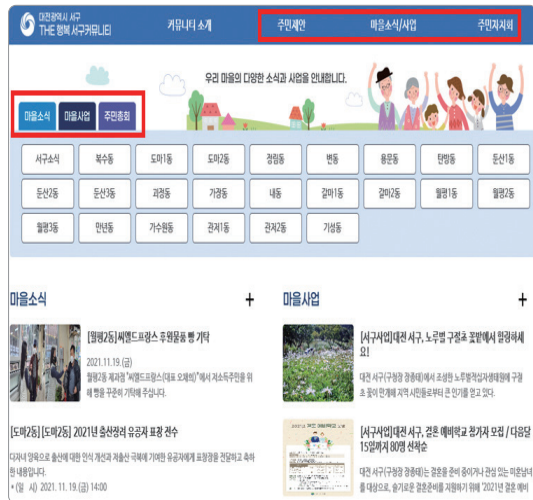 대전광역시 서구
THE 행복 서구커뮤니티
커뮤니티 소개
주민제안
마을소식/사업
주민자치회
우리 마을의 다양한 소식과 사업을 안내합니다.
마을소식
마을사업
주민총회
서구소식
복수동
도마1동
도마2동
정림동
변동
용문동
탄방동
둔산1동
둔산2동
둔산3동
괴정동
가장동
내동
갈마1동
갈마2동
월평1동
월평2동
월평3동
만년동
가수원동
관저1동
관저2동
기성동
마을소식
+
[월평2동]씨엘드프랑스 후원물품 빵 기탁
2021.11.19.(금)
월평2동 제과점 "씨엘드프랑스(대표 오체희)"에서 저소득주민을 위
해 빵을 꾸준히 기탁해 주십니다.
[도마2동][도마2동] 2021년 출산장려 유공자 표창 전수
다자녀 양육으로 출산에 대한 인식 개선과 저출산 극복에 기여한 유공자에게 표창장을 전달하고 축하
한 내용입니다.
* (일 시) 2021. 11. 19.(금) 14:00
마을사업
+
[서구사업]대전 서구, 노루벌 구절초 꽃밭에서 힐링하세
요!
대전 서구(구청장 장종태)에서 조성한 노루벌적십자생태원에 구절
초 꽃이 만개해 지역 시민들로부터 큰 인기를 얻고 있다.
[서구사업]대전 서구, 결혼 예비학교 참가자 모집 / 다음달
15일까지 80명 선착순
대전 서구(구청장 장종태)는 결혼을 준비 중이거나 관심 있는 미혼남녀
를 대상으로, 슬기로운 결혼준비를 지원하기 위해 '2021년 결혼 예비